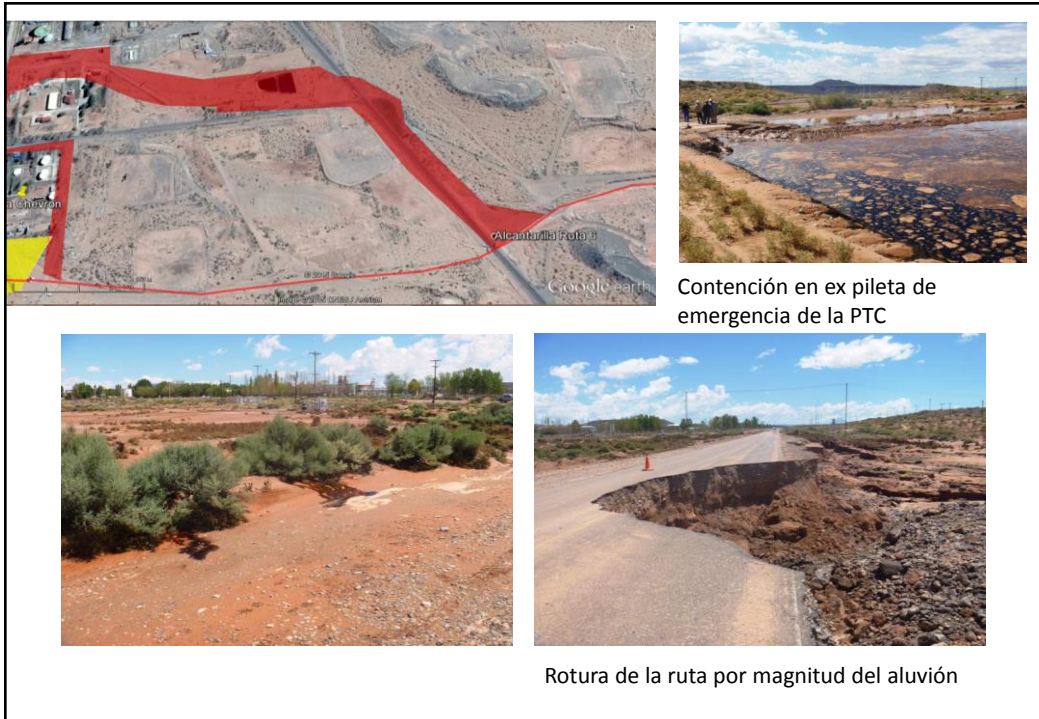 a Chevron
Alcantarilla Ruta 6
Google earth
Contención en ex pileta de
emergencia de la PTC
Rotura de la ruta por magnitud del aluvión